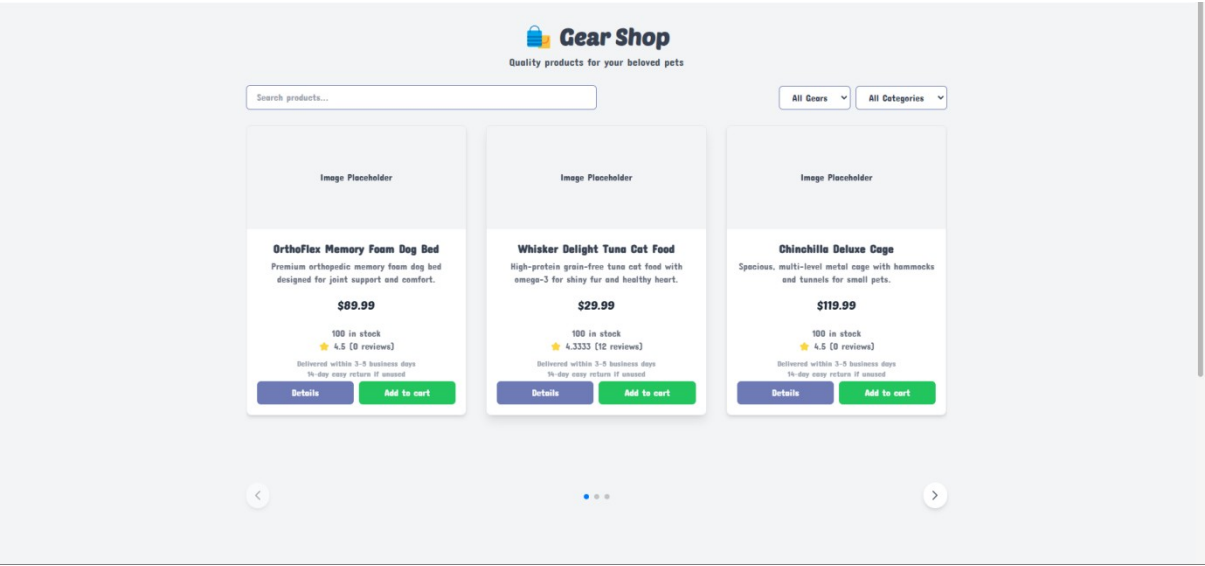 Gear Shop
Quality products for your beloved pets
Search products...
All Gears
All Categories
Image Placeholder
OrthoFlex Memory Foam Dog Bed
Premium orthopedic memory foam dog bed
designed for joint support and comfort.
$89.99
100 in stock
4.5 (0 reviews)
Delivered within 3-5 business days
14-day easy return if unused
Details
Add to cart
Image Placeholder
Whisker Delight Tuna Cat Food
High-protein grain-free tuna cat food with
omega-3 for shiny fur and healthy heart.
$29.99
100 in stock
4.3333 (12 reviews)
Delivered within 3-5 business days
14-day easy return if unused
Details
Add to cart
Image Placeholder
Chinchilla Deluxe Cage
Spacious, multi-level metal cage with hammocks
and tunnels for small pets.
$119.99
100 in stock
4.5 (0 reviews)
Delivered within 3-5 business days
14-day easy return if unused
Details
Add to cart